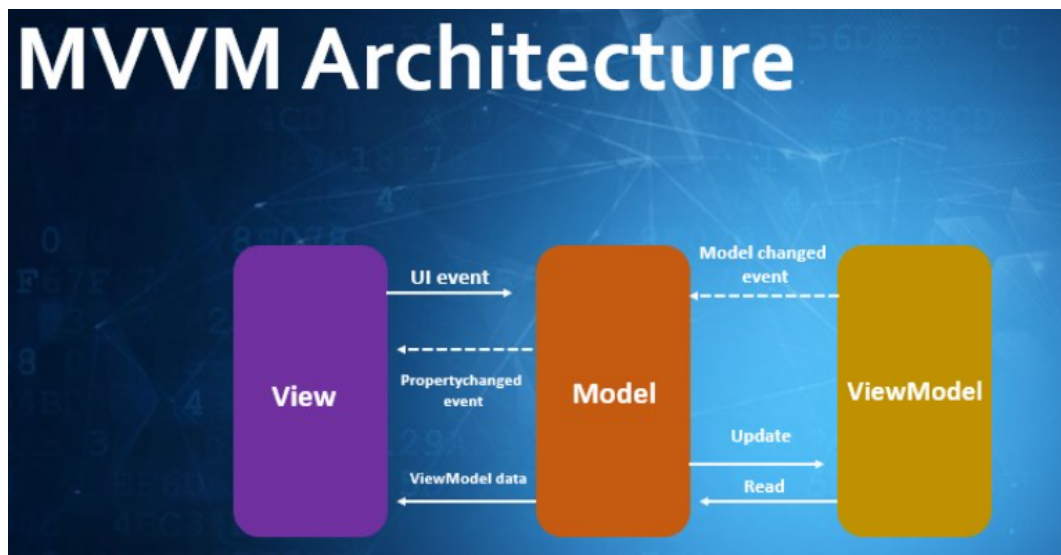 MVVM Architecture
UI event
Model changed
event
View
Propertychanged
event
Model
ViewModel
Update
ViewModel data
Read